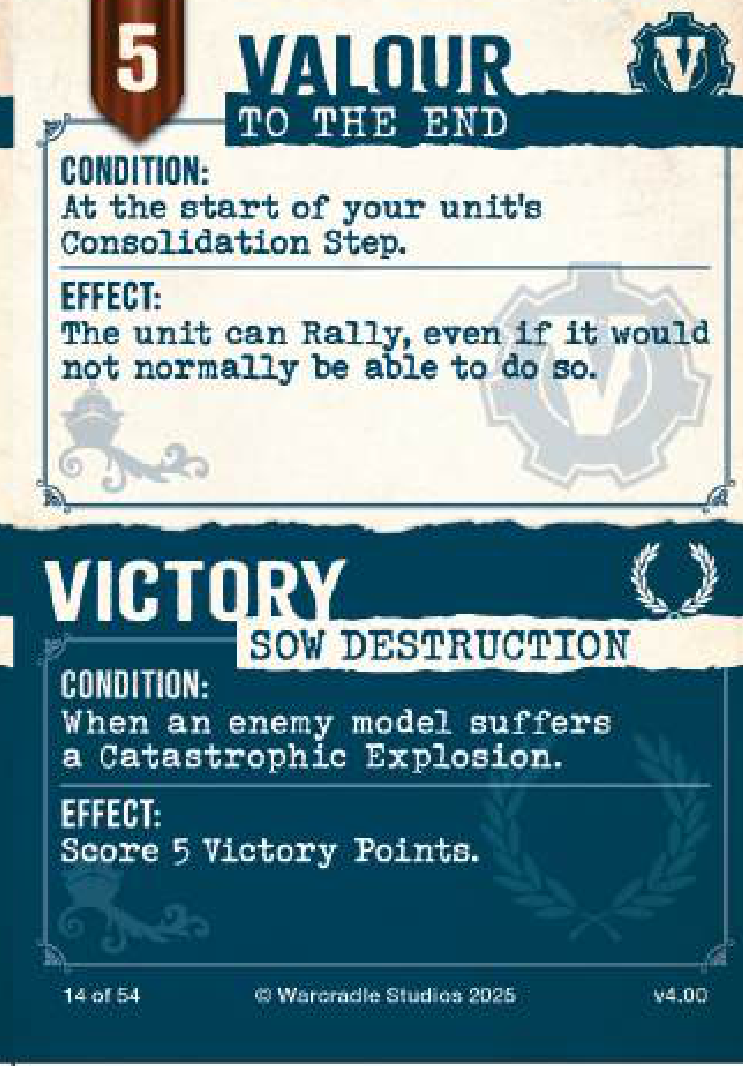 5
VALOUR
V
TO THE END
CONDITION:
At the start of your unit's
Consolidation Step.
EFFECT:
The unit can Rally, even if it would
not normally be able to do so.
V
VICTORY
SOW DESTRUCTION
CONDITION:
When an enemy model suffers
a Catastrophic Explosion.
EFFECT:
Score 5 Victory Points.
14 of 54 © Warcradle Studios 2025 v4.00